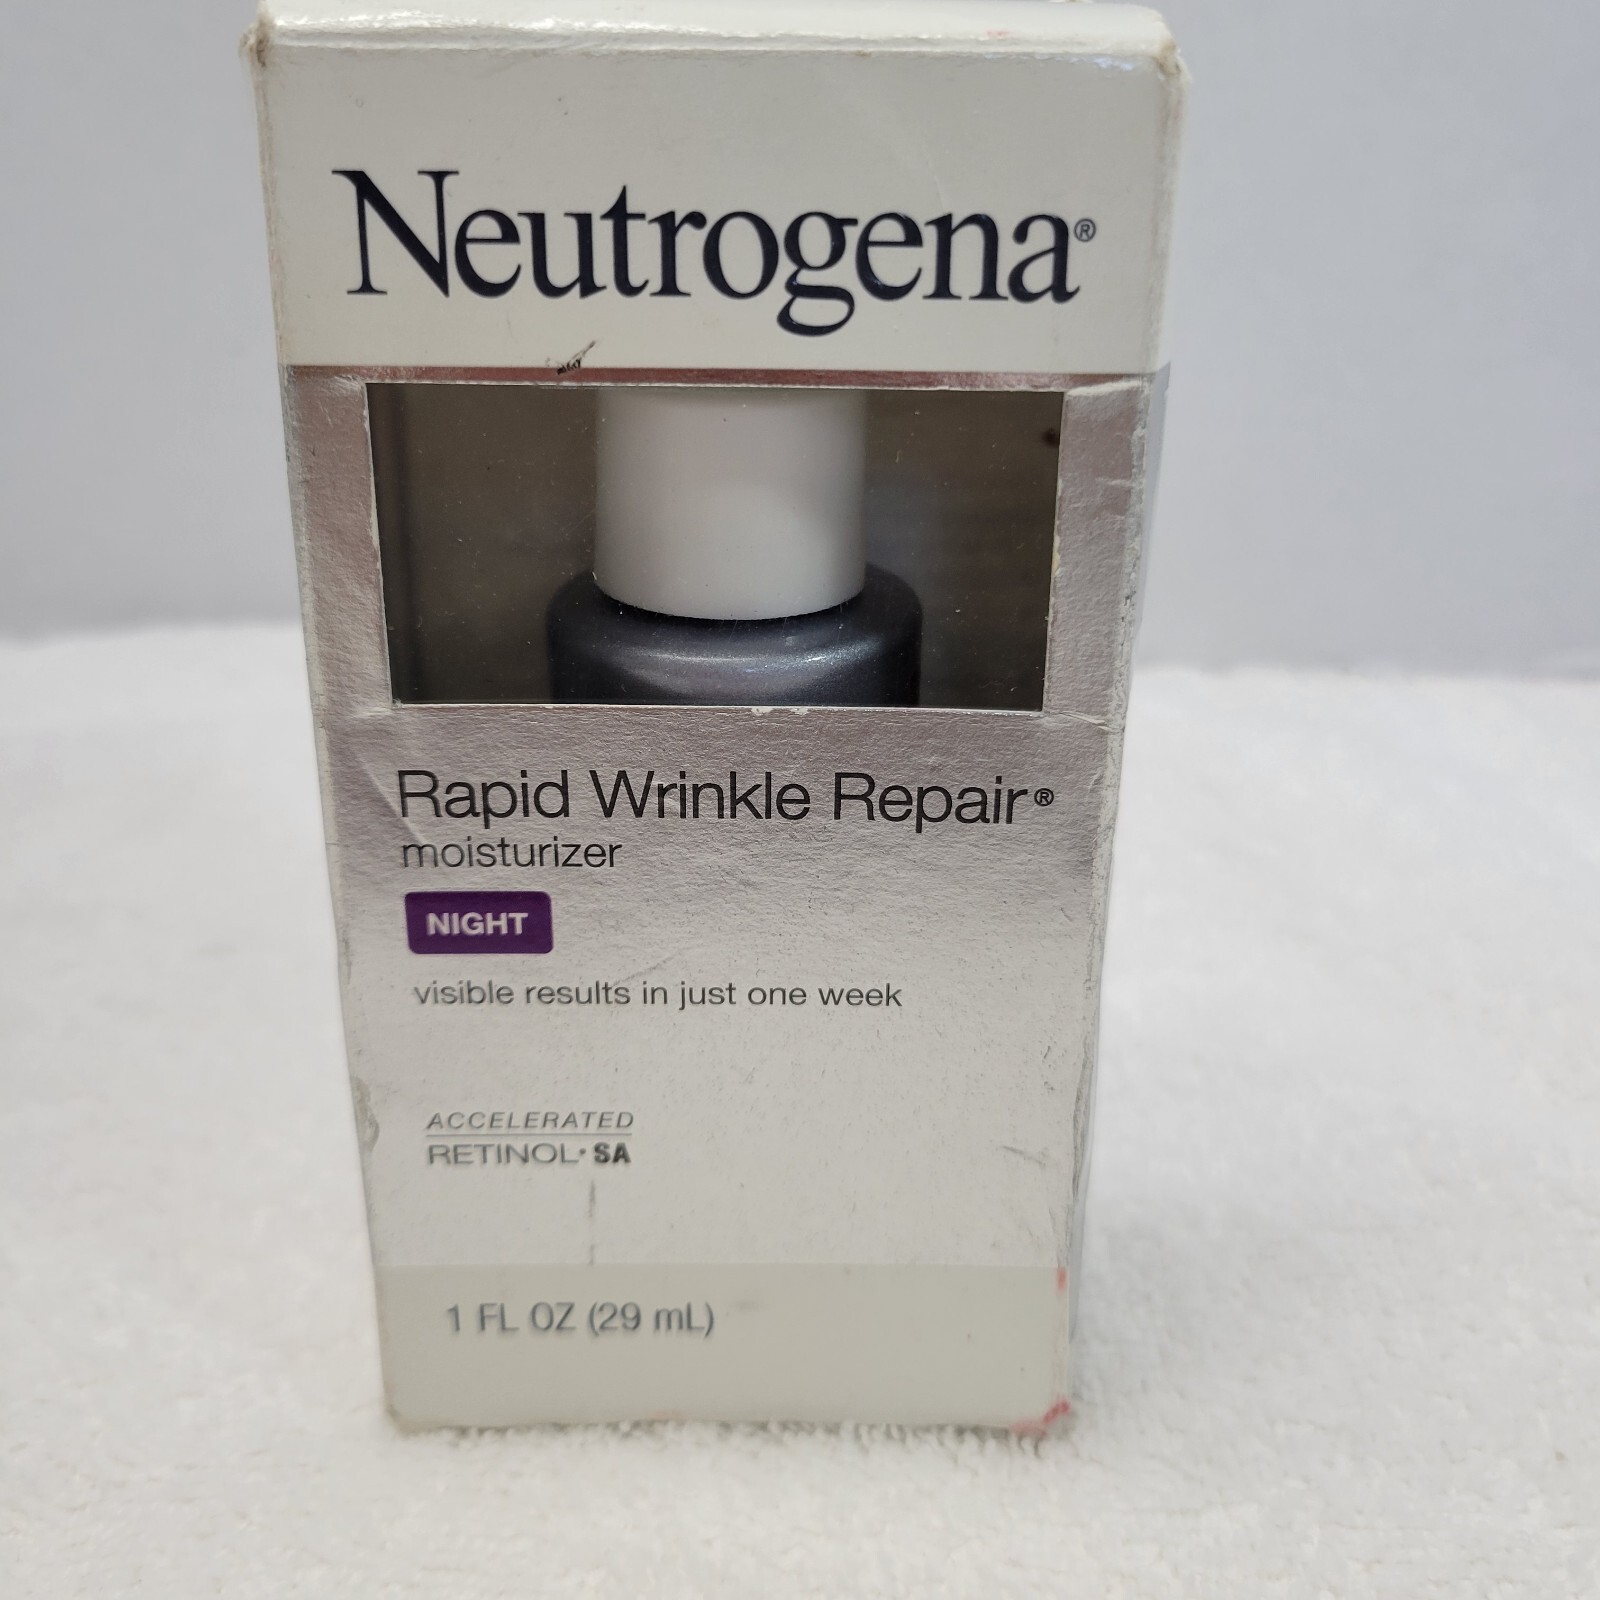 Neutrogena®
Rapid Wrinkle Repair®
moisturizer
NIGHT
visible results in just one week
ACCELERATED
RETINOL• SA
1 FL OZ (29 mL)